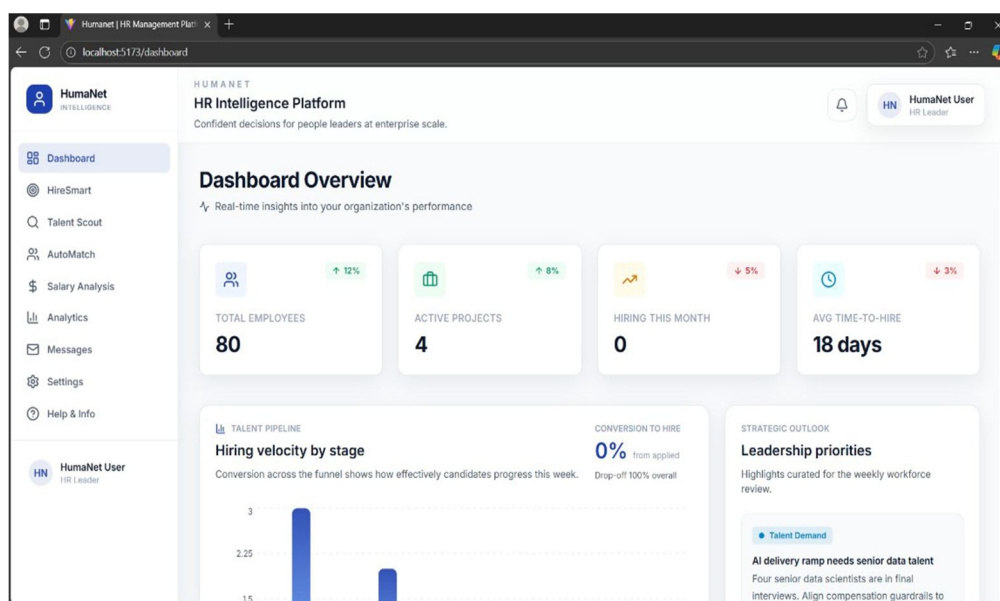 Humanet | HR Management Platf
localhost:5173/dashboard
HumaNet
INTELLIGENCE
Dashboard
HireSmart
Talent Scout
AutoMatch
Salary Analysis
Analytics
Messages
Settings
Help & Info
HN
HumaNet User
HR Leader
HUMANET
HR Intelligence Platform
Confident decisions for people leaders at enterprise scale.
HN
HumaNet User
HR Leader
Dashboard Overview
Real-time insights into your organization's performance
↑ 12%
TOTAL EMPLOYEES
80
↑ 8%
ACTIVE PROJECTS
4
↓ 5%
HIRING THIS MONTH
0
↓ 3%
AVG TIME-TO-HIRE
18 days
TALENT PIPELINE
Hiring velocity by stage
Conversion across the funnel shows how effectively candidates progress this week.
CONVERSION TO HIRE
0% from applied
Drop-off 100% overall
3
2.25
1.5
STRATEGIC OUTLOOK
Leadership priorities
Highlights curated for the weekly workforce
review.
Talent Demand
AI delivery ramp needs senior data talent
Four senior data scientists are in final
interviews. Align compensation guardrails to